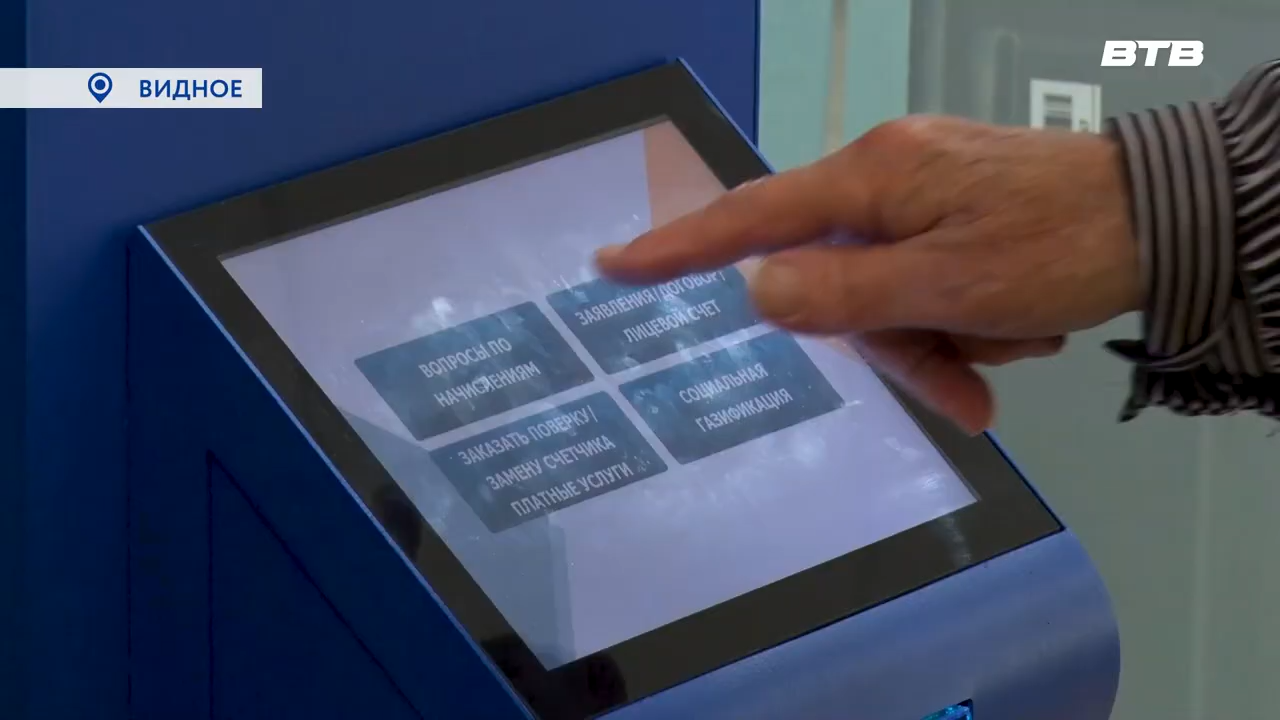 ВИДНОЕ
ВТВ
ВОПРОСЫ ПО
НАЧИСЛЕНИЯМ
ЗАЯВЛЕНИЯ/ДОГОВОР/
ЛИЦЕВОЙ СЧЕТ
ЗАКАЗАТЬ ПОВЕРКУ/
ЗАМЕНУ СЧЕТЧИКА
ПЛАТНЫЕ УСЛУГИ
СОЦИАЛЬНАЯ
ГАЗИФИКАЦИЯ